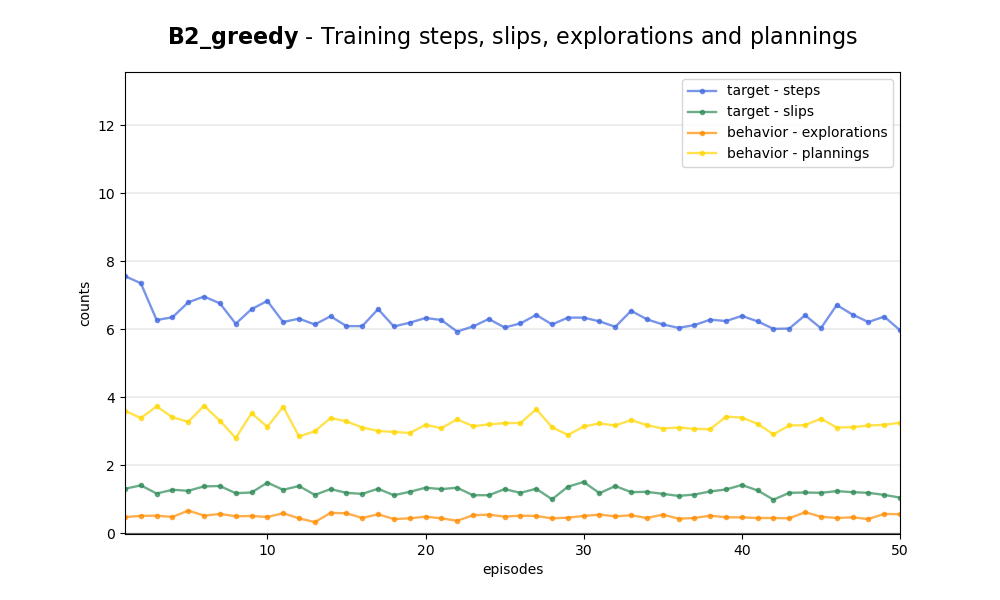 B2_greedy - Training steps, slips, explorations and plannings
target - steps
target - slips
behavior - explorations
behavior - plannings
counts
12
10
8
6
4
2
0
10 20 30 40 50
episodes